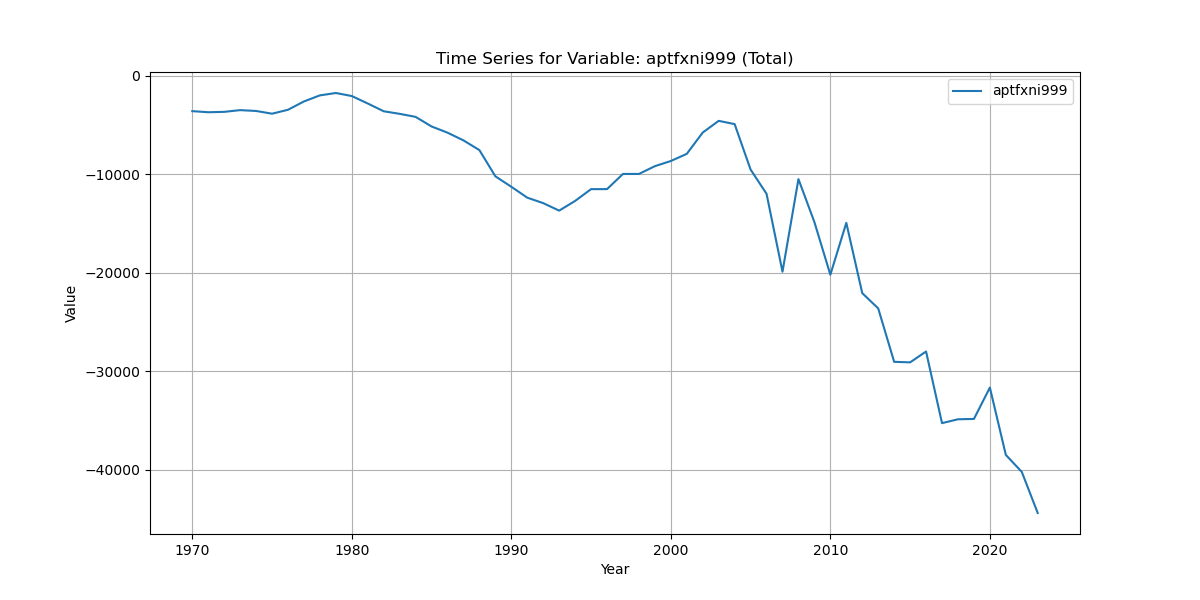 Time Series for Variable: aptfxni999 (Total)
aptfxni999
0
−10000
−20000
−30000
−40000
Value
1970 1980 1990 2000 2010 2020
Year